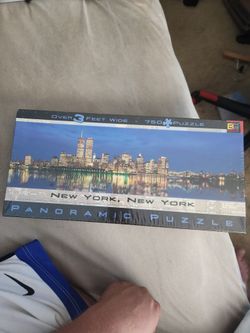 OVER 3 FEET WIDE - 750 PUZZLE
NEW YORK, NEW YORK
PANORAMIC PUZZLE